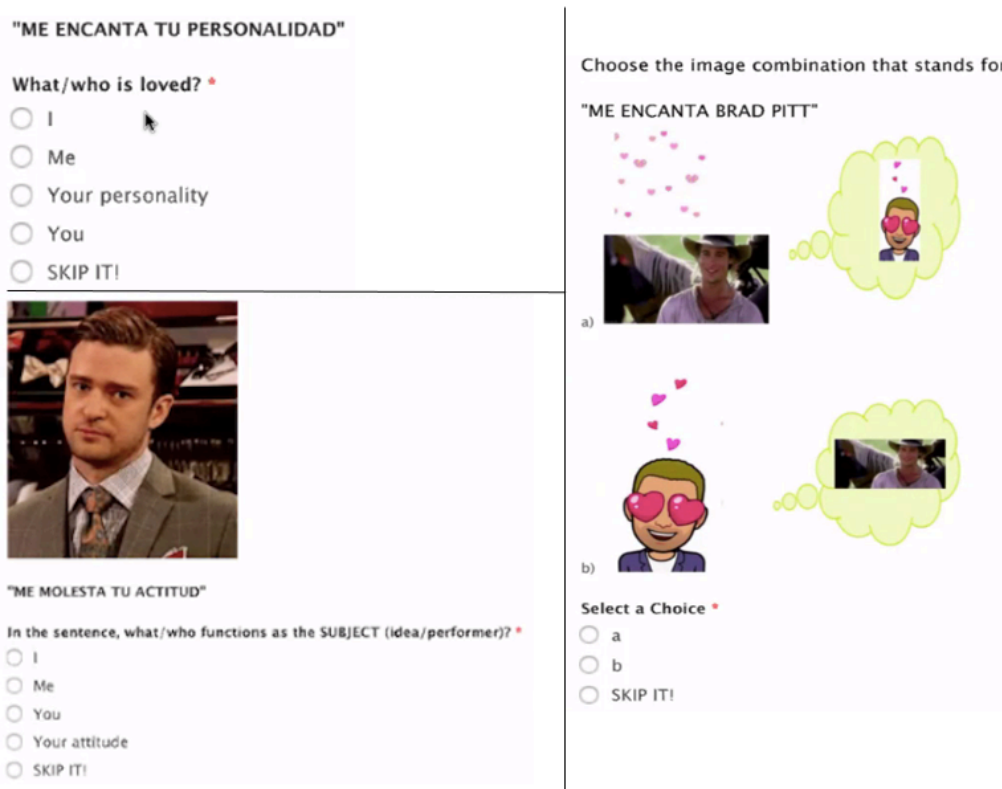 "ME ENCANTA TU PERSONALIDAD"
What/who is loved? *
I
Me
Your personality
You
SKIP IT!
"ME MOLESTA TU ACTITUD"
In the sentence, what/who functions as the SUBJECT (idea/performer)? *
I
Me
You
Your attitude
SKIP IT!
Choose the image combination that stands for
"ME ENCANTA BRAD PITT"
a)
b)
Select a Choice *
a
b
SKIP IT!